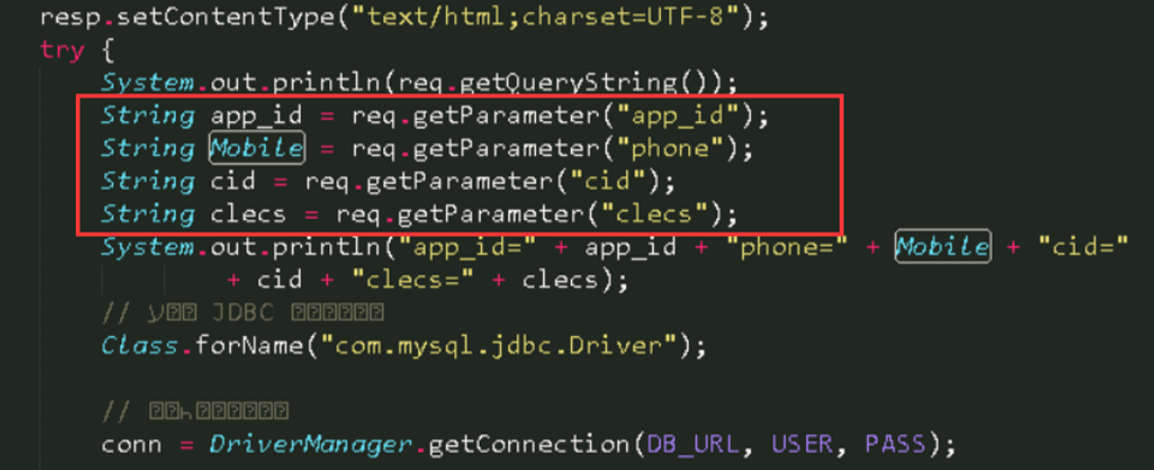 resp.setContentType("text/html;charset=UTF-8");
try {
System.out.println(req.getQueryString());
String app_id = req.getParameter("app_id");
String Mobile = req.getParameter("phone");
String cid = req.getParameter("cid");
String clecs = req.getParameter("clecs");
System.out.println("app_id=" + app_id + "phone=" + Mobile + "cid="
+ cid + "clecs=" + clecs);
// JDBC
Class.forName("com.mysql.jdbc.Driver");
//
conn = DriverManager.getConnection(DB_URL, USER, PASS);